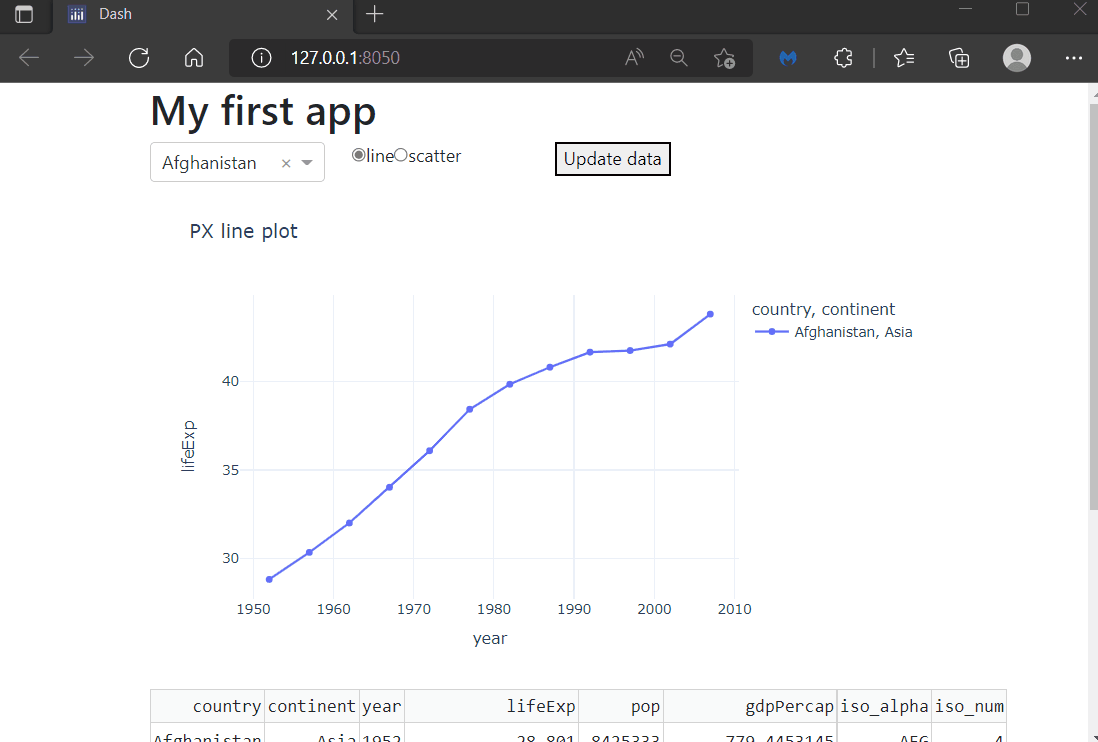 Dash
127.0.0.1:8050
My first app
Afghanistan × line scatter Update data
PX line plot
country, continent
Afghanistan, Asia
lifeExp
40
35
30
1950 1960 1970 1980 1990 2000 2010
year
country continent year lifeExp pop gdpPercap iso_alpha iso_num
Afghanistan Asia 1952 28.801 8425333 779.4453145 AFG 4